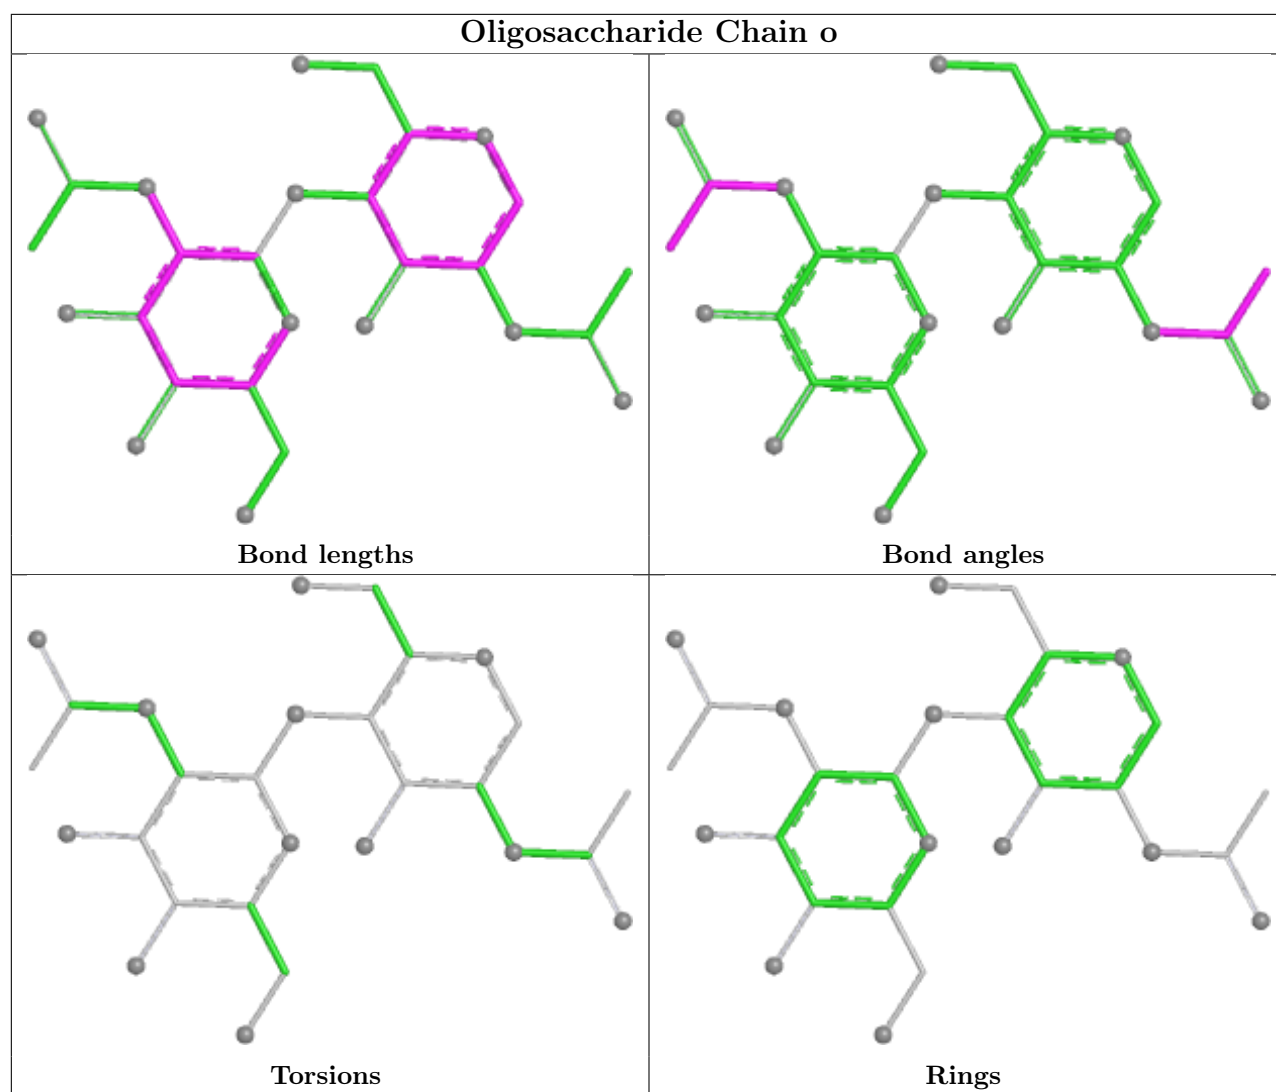 Oligosaccharide Chain o
Bond lengths
Bond angles
Torsions
Rings